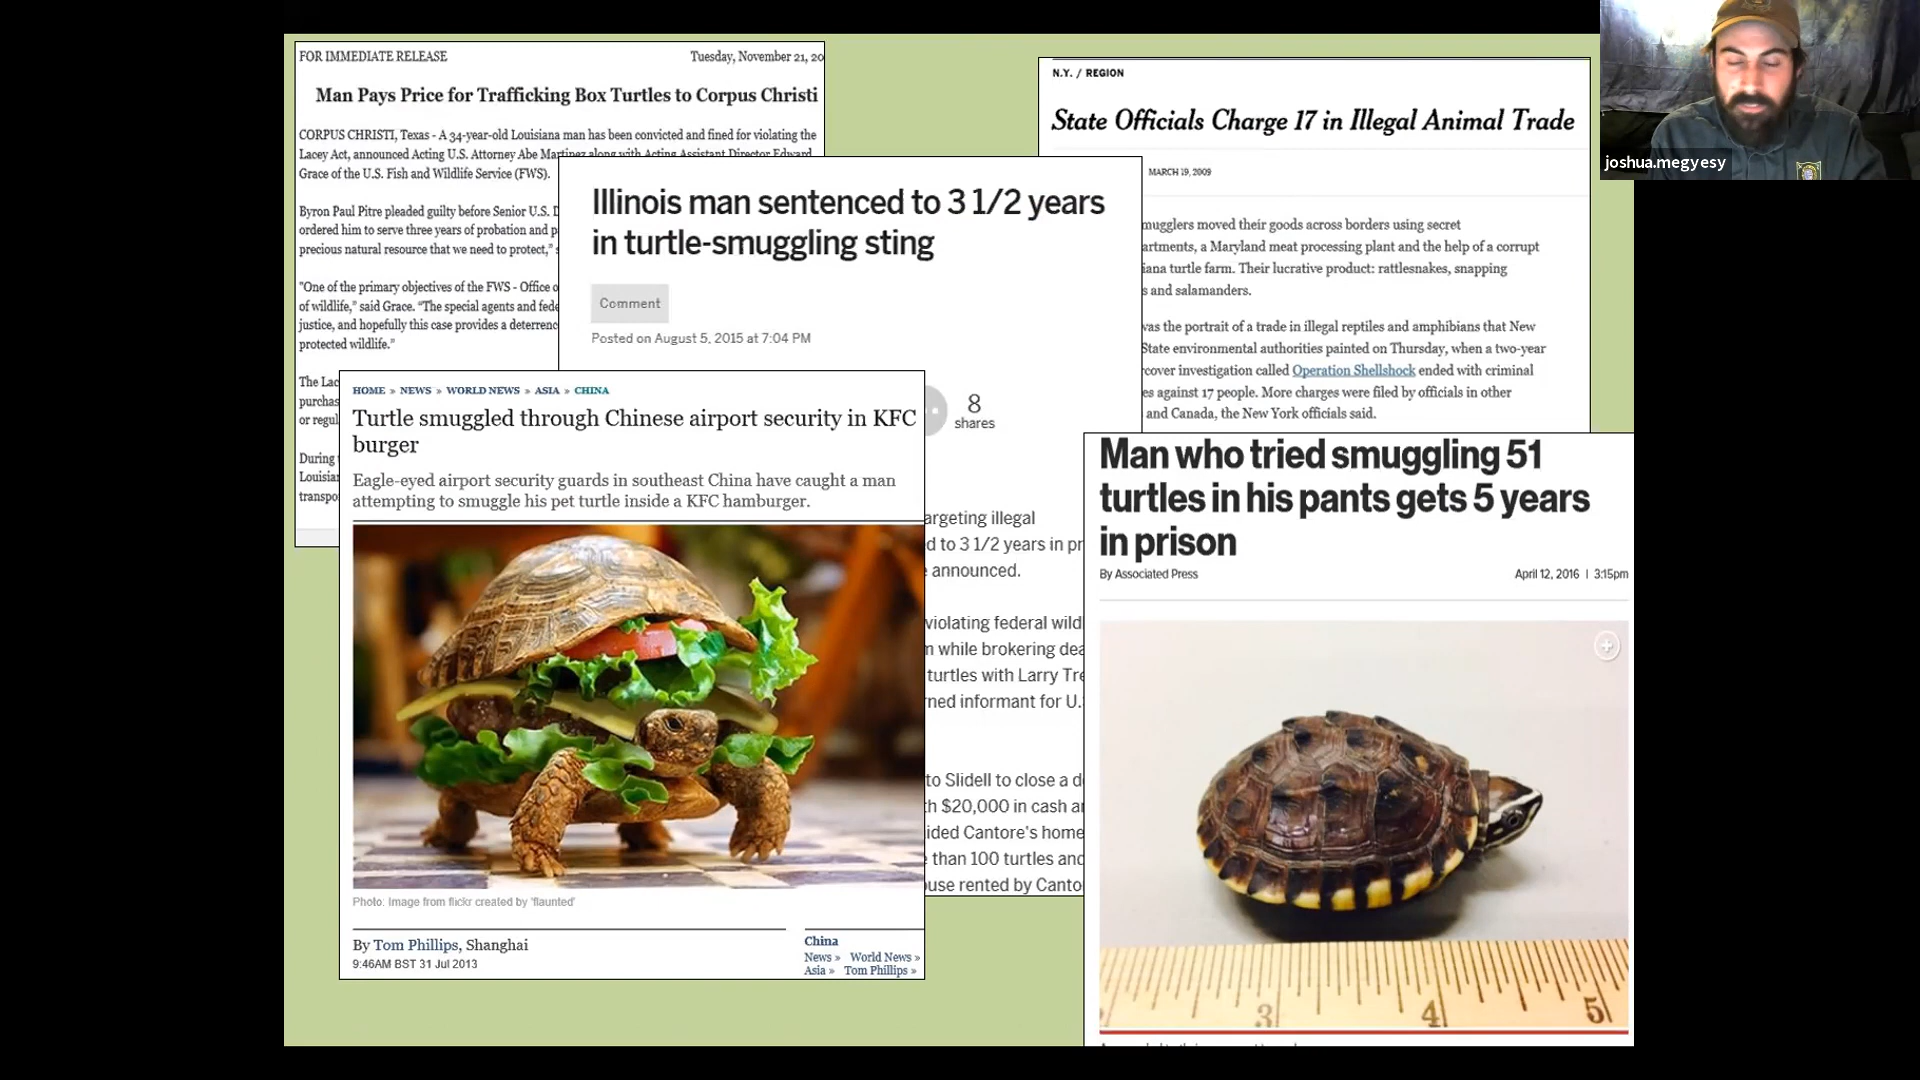 FOR IMMEDIATE RELEASE
Tuesday, November 21, 20
Man Pays Price for Trafficking Box Turtles to Corpus Christi
CORPUS CHRISTI, Texas - A 34-year-old Louisiana man has been convicted and fined for violating the
Lacey Act, announced Acting U.S. Attorney Abe Martinez along with Acting Assistant Director Edward
Grace of the U.S. Fish and Wildlife Service (FWS).
Byron Paul Pitre pleaded guilty before Senior U.S. D
ordered him to serve three years of probation and p
precious natural resource that we need to protect," s
"One of the primary objectives of the FWS - Office o
of wildlife," said Grace. "The special agents and fede
justice, and hopefully this case provides a deterrenc
protected wildlife."
The Lac
purchas
or regul
During
Louisian
transpo
Illinois man sentenced to 3 1/2 years
in turtle-smuggling sting
Comment
Posted on August 5, 2015 at 7:04 PM
8
shares
argeting illegal
d to 3 1/2 years in pr
announced.
violating federal wild
m while brokering dea
turtles with Larry Tre
rned informant for U.S
to Slidell to close a d
th $20,000 in cash an
ided Cantore's home
than 100 turtles and
use rented by Canto
N.Y. / REGION
State Officials Charge 17 in Illegal Animal Trade
MARCH 19, 2009
mugglers moved their goods across borders using secret
artments, a Maryland meat processing plant and the help of a corrupt
iana turtle farm. Their lucrative product: rattlesnakes, snapping
s and salamanders.
was the portrait of a trade in illegal reptiles and amphibians that New
State environmental authorities painted on Thursday, when a two-year
cover investigation called Operation Shellshock ended with criminal
es against 17 people. More charges were filed by officials in other
and Canada, the New York officials said.
HOME » NEWS » WORLD NEWS » ASIA » CHINA
Turtle smuggled through Chinese airport security in KFC
burger
Eagle-eyed airport security guards in southeast China have caught a man
attempting to smuggle his pet turtle inside a KFC hamburger.
Photo: Image from flickr created by 'flaunted'
By Tom Phillips, Shanghai
9:46AM BST 31 Jul 2013
China
News » World News »
Asia » Tom Phillips »
Man who tried smuggling 51
turtles in his pants gets 5 years
in prison
By Associated Press
April 12, 2016 | 3:15pm
3 4 5
joshua.megyesy